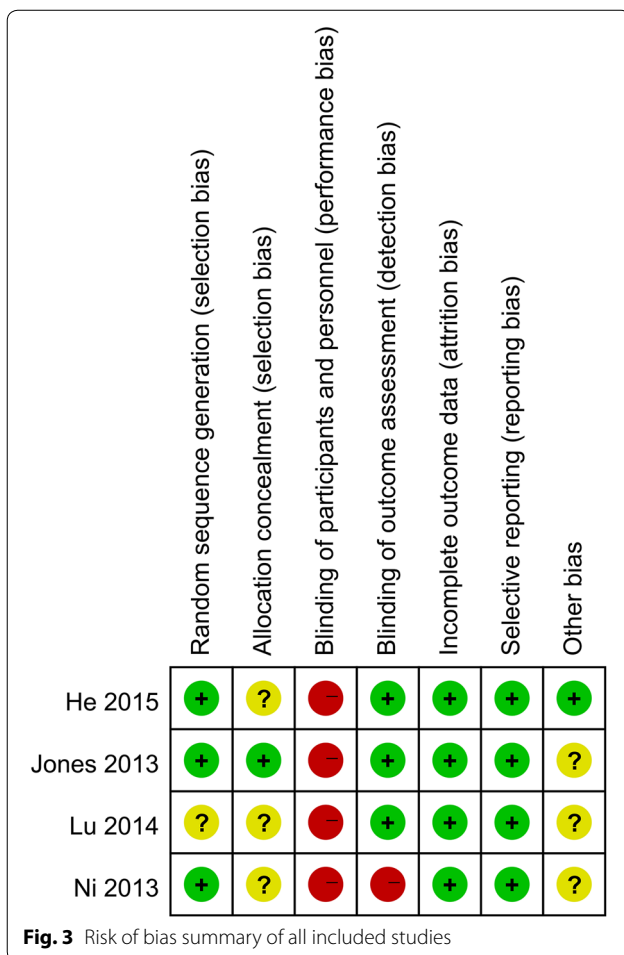 Random sequence generation (selection bias)
Allocation concealment (selection bias)
Blinding of participants and personnel (performance bias)
Blinding of outcome assessment (detection bias)
Incomplete outcome data (attrition bias)
Selective reporting (reporting bias)
Other bias
He 2015 + ? – + + + +
Jones 2013 + + – + + + ?
Lu 2014 ? ? – + + + ?
Ni 2013 + ? – – + + ?
Fig. 3 Risk of bias summary of all included studies